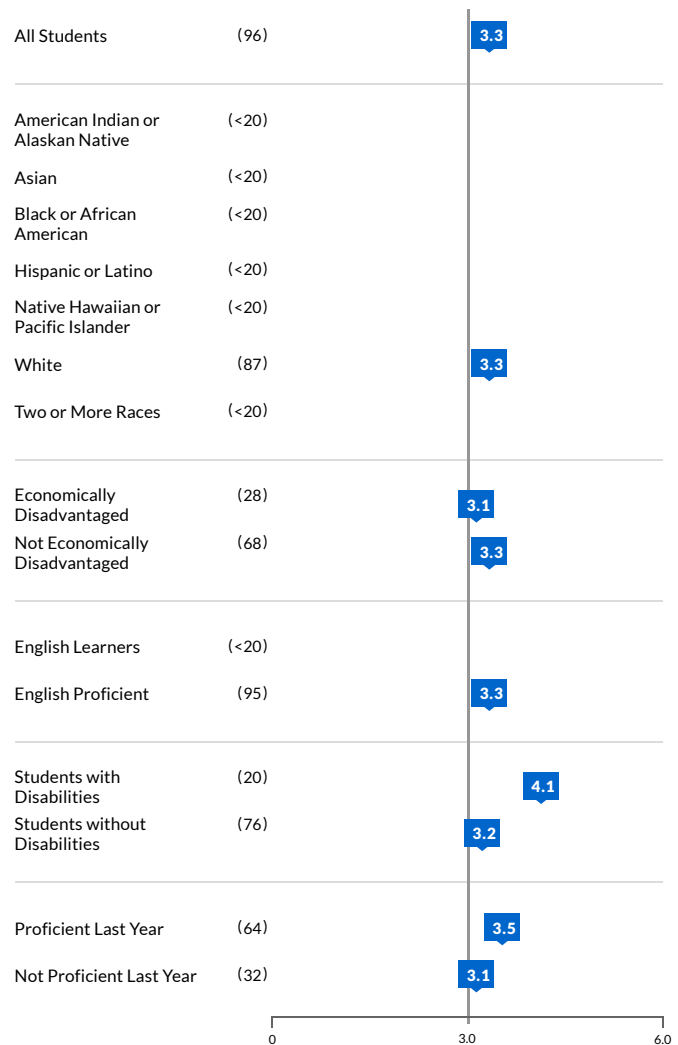 All Students (96) 3.3
American Indian or (<20)
Alaskan Native
Asian (<20)
Black or African (<20)
American
Hispanic or Latino (<20)
Native Hawaiian or (<20)
Pacific Islander
White (87) 3.3
Two or More Races (<20)
Economically (28) 3.1
Disadvantaged
Not Economically (68) 3.3
Disadvantaged
English Learners (<20)
English Proficient (95) 3.3
Students with (20) 4.1
Disabilities
Students without (76) 3.2
Disabilities
Proficient Last Year (64) 3.5
Not Proficient Last Year (32) 3.1
0 3.0 6.0